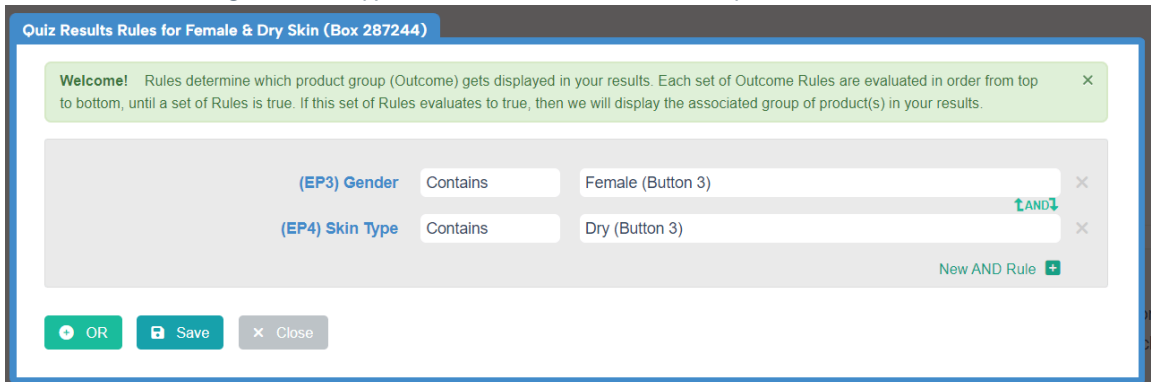 Quiz Results Rules for Female & Dry Skin (Box 287244)
Welcome! Rules determine which product group (Outcome) gets displayed in your results. Each set of Outcome Rules are evaluated in order from top
to bottom, until a set of Rules is true. If this set of Rules evaluates to true, then we will display the associated group of product(s) in your results.
(EP3) Gender Contains Female (Button 3)
AND
(EP4) Skin Type Contains Dry (Button 3)
New AND Rule
OR Save Close